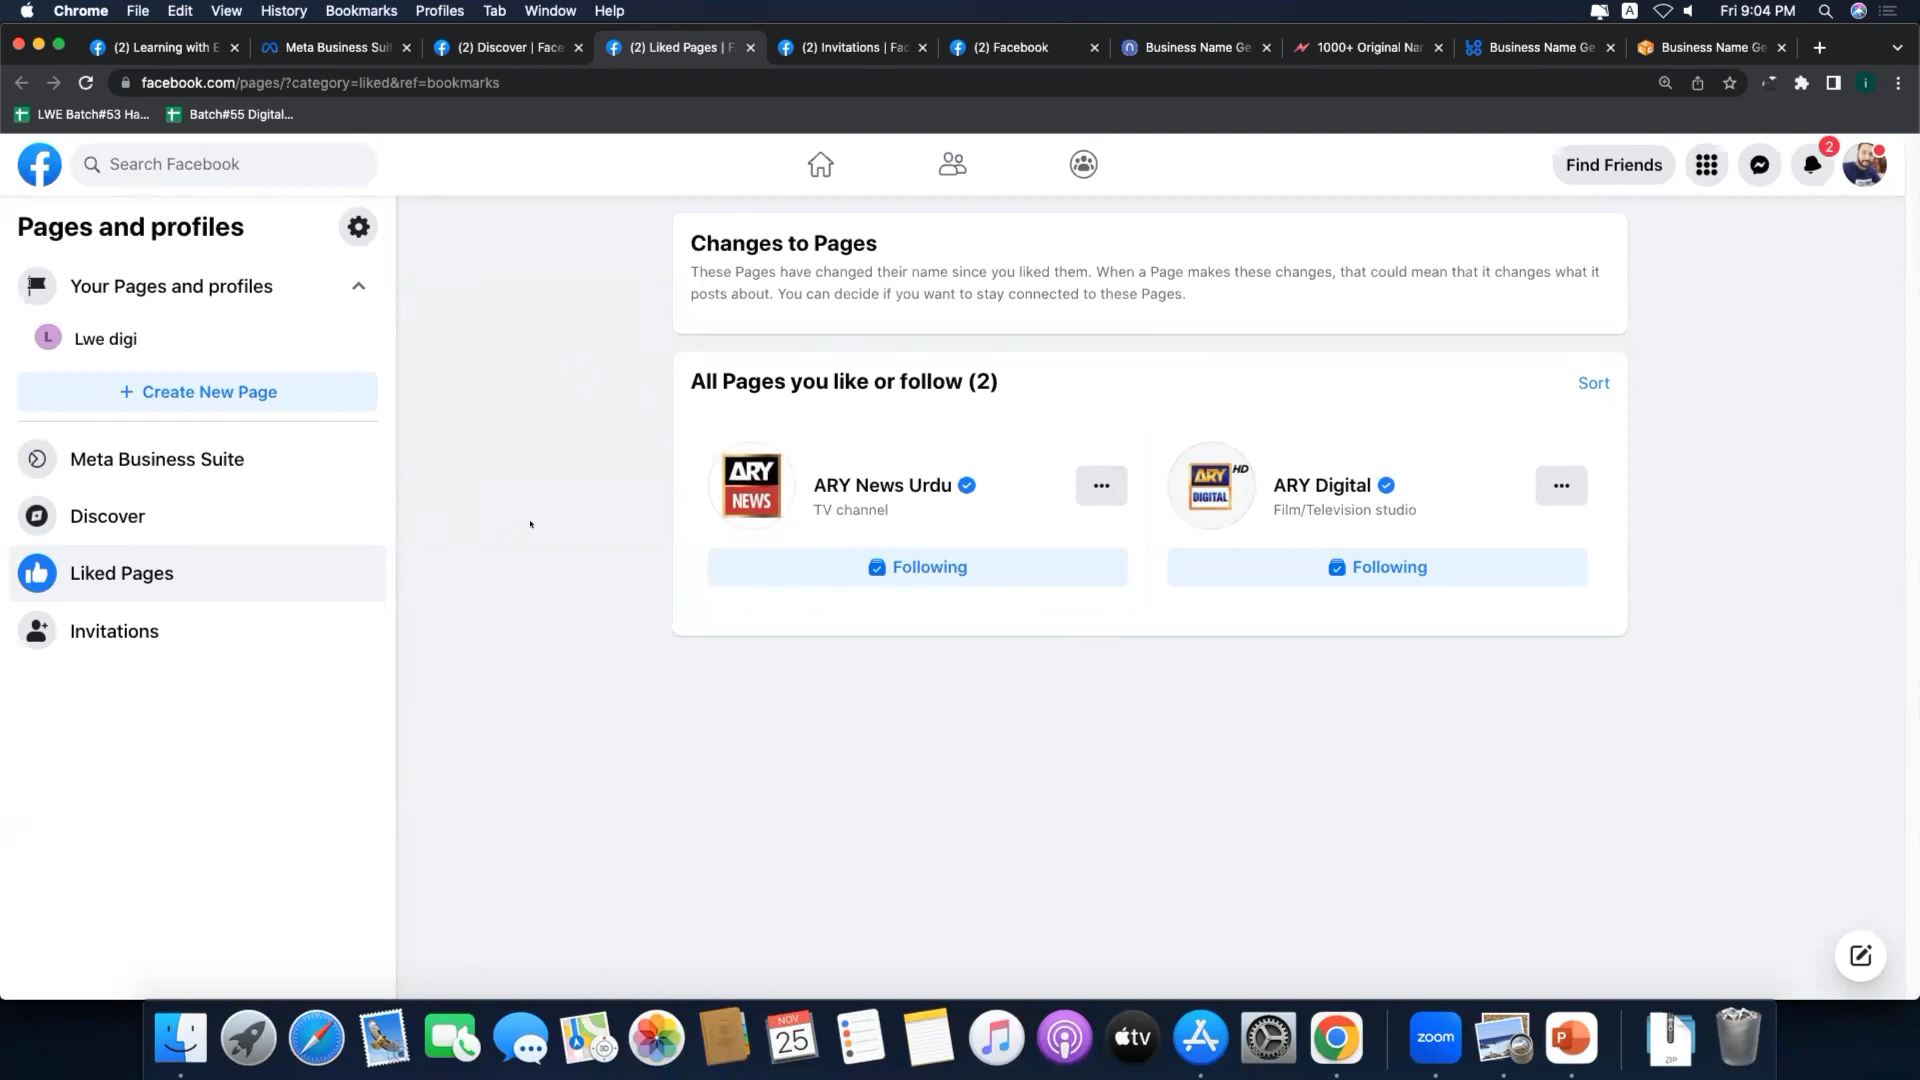 Chrome File Edit View History Bookmarks Profiles Tab Window Help
A
Fri 9:04 PM
(2) Learning with E
Meta Business Suit
(2) Discover | Face
(2) Liked Pages | F
(2) Invitations | Fac
(2) Facebook
Business Name Ge
1000+ Original Nar
Business Name Ge
Business Name Ge
facebook.com/pages/?category=liked&ref=bookmarks
i
LWE Batch#53 Ha...
Batch#55 Digital...
Search Facebook
Find Friends
2
Pages and profiles
Your Pages and profiles
L
Lwe digi
+ Create New Page
Meta Business Suite
Discover
Liked Pages
Invitations
Changes to Pages
These Pages have changed their name since you liked them. When a Page makes these changes, that could mean that it changes what it
posts about. You can decide if you want to stay connected to these Pages.
All Pages you like or follow (2)
Sort
ARY
NEWS
ARY News Urdu
TV channel
Following
ARY HD
DIGITAL
ARY Digital
Film/Television studio
Following
NOV
25
3D
tv
zoom
P
ZIP